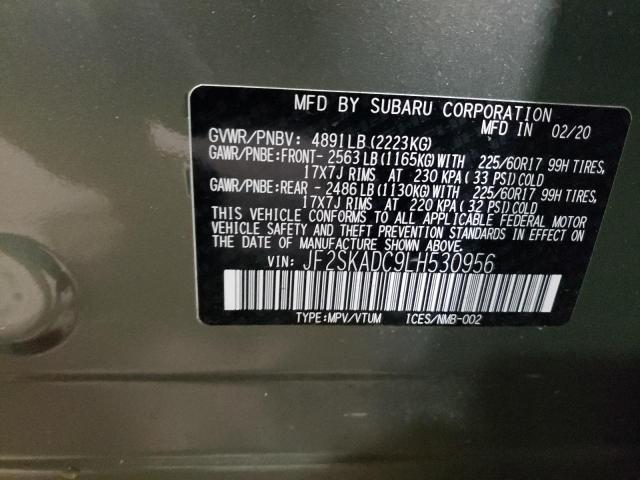 MFD BY SUBARU CORPORATION
MFD IN 02/20
GVWR/PNBV: 4891LB (2223KG)
GAWR/PNBE:FRONT- 2563 LB (1165KG) WITH 225/60R17 99H TIRES,
17X7J RIMS AT 230 KPA (33 PSI) COLD
GAWR/PNBE:REAR - 2486 LB (1130KG) WITH 225/60R17 99H TIRES,
17X7J RIMS AT 220 KPA (32 PSI) COLD
THIS VEHICLE CONFORMS TO ALL APPLICABLE FEDERAL MOTOR
VEHICLE SAFETY AND THEFT PREVENTION STANDARDS IN
EFFECT ON THE DATE OF MANUFACTURE SHOWN ABOVE.
VIN: JF2SKADC9LH530956
TYPE:MPV/VTUM ICES/NMB-002